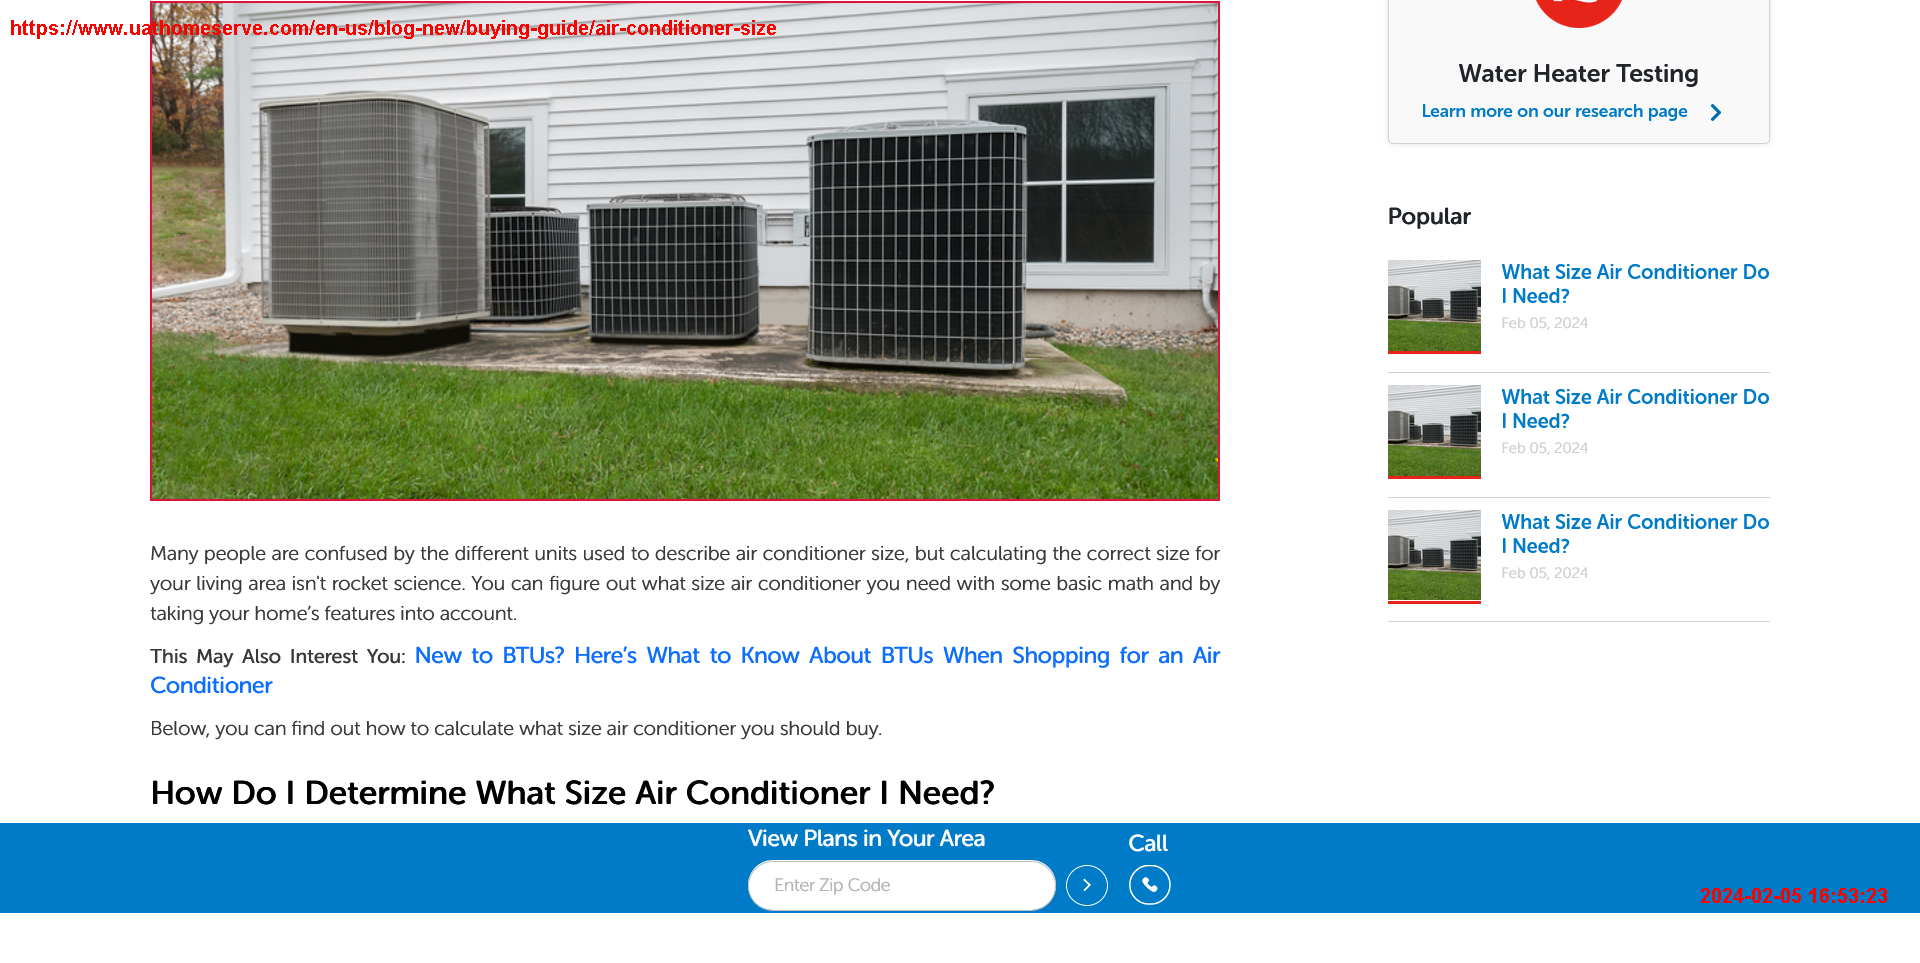 https://www.uathomeserve.com/en-us/blog-new/buying-guide/air-conditioner-size
Many people are confused by the different units used to describe air conditioner size, but calculating the correct size for
your living area isn't rocket science. You can figure out what size air conditioner you need with some basic math and by
taking your home’s features into account.
This May Also Interest You: New to BTUs? Here’s What to Know About BTUs When Shopping for an Air
Conditioner
Below, you can find out how to calculate what size air conditioner you should buy.
How Do I Determine What Size Air Conditioner I Need?
Water Heater Testing
Learn more on our research page
Popular
What Size Air Conditioner Do
I Need?
Feb 05, 2024
What Size Air Conditioner Do
I Need?
Feb 05, 2024
What Size Air Conditioner Do
I Need?
Feb 05, 2024
View Plans in Your Area
Enter Zip Code
Call
2024-02-05 16:53:23